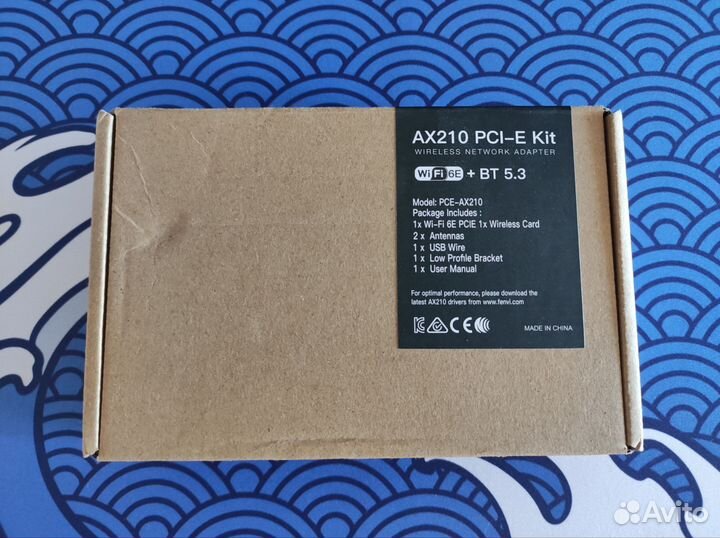 AX210 PCI-E Kit
WIRELESS NETWORK ADAPTER
WiFi 6E + BT 5.3
Model: PCE-AX210
Package Includes :
1x Wi-Fi 6E PCIE 1x Wireless Card
2 x Antennas
1 x USB Wire
1 x Low Profile Bracket
1 x User Manual
For optimal performance, please download the
latest AX210 drivers from www.fenvi.com
CE
MADE IN CHINA
Avito